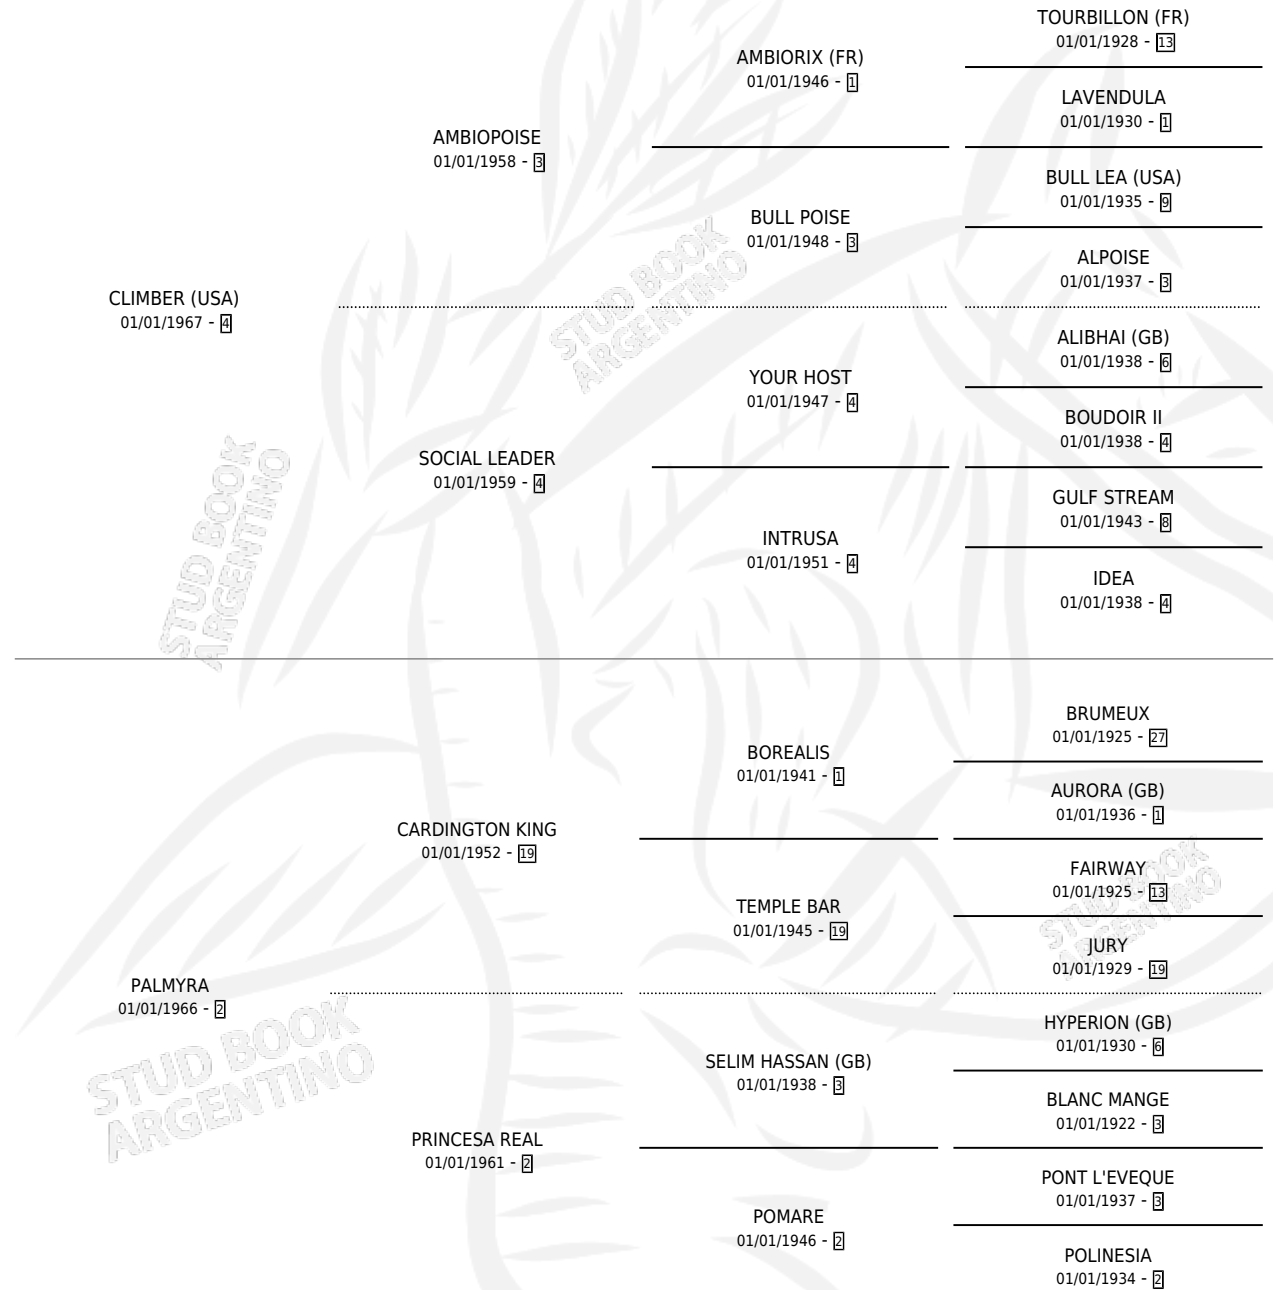 TOURBILLON (FR)
01/01/1928 - 13
AMBIORIX (FR)
01/01/1946 - 1
LAVENDULA
01/01/1930 - 1
AMBIOPOISE
01/01/1958 - 3
BULL LEA (USA)
01/01/1935 - 9
BULL POISE
01/01/1948 - 3
ALPOISE
01/01/1937 - 3
CLIMBER (USA)
01/01/1967 - 4
ALIBHAI (GB)
01/01/1938 - 6
YOUR HOST
01/01/1947 - 4
BOUDOIR II
01/01/1938 - 4
SOCIAL LEADER
01/01/1959 - 4
GULF STREAM
01/01/1943 - 8
INTRUSA
01/01/1951 - 4
IDEA
01/01/1938 - 4
BRUMEUX
01/01/1925 - 27
BOREALIS
01/01/1941 - 1
AURORA (GB)
01/01/1936 - 1
CARDINGTON KING
01/01/1952 - 19
FAIRWAY
01/01/1925 - 13
TEMPLE BAR
01/01/1945 - 19
JURY
01/01/1929 - 19
PALMYRA
01/01/1966 - 2
HYPERION (GB)
01/01/1930 - 6
SELIM HASSAN (GB)
01/01/1938 - 3
BLANC MANGE
01/01/1922 - 3
PRINCESA REAL
01/01/1961 - 2
PONT L'EVEQUE
01/01/1937 - 3
POMARE
01/01/1946 - 2
POLINESIA
01/01/1934 - 2
STUD BOOK
ARGENTINO
STUD BOOK
ARGENTINO
STUD BOOK
ARGENTINO
STUD BOOK
ARGENTINO